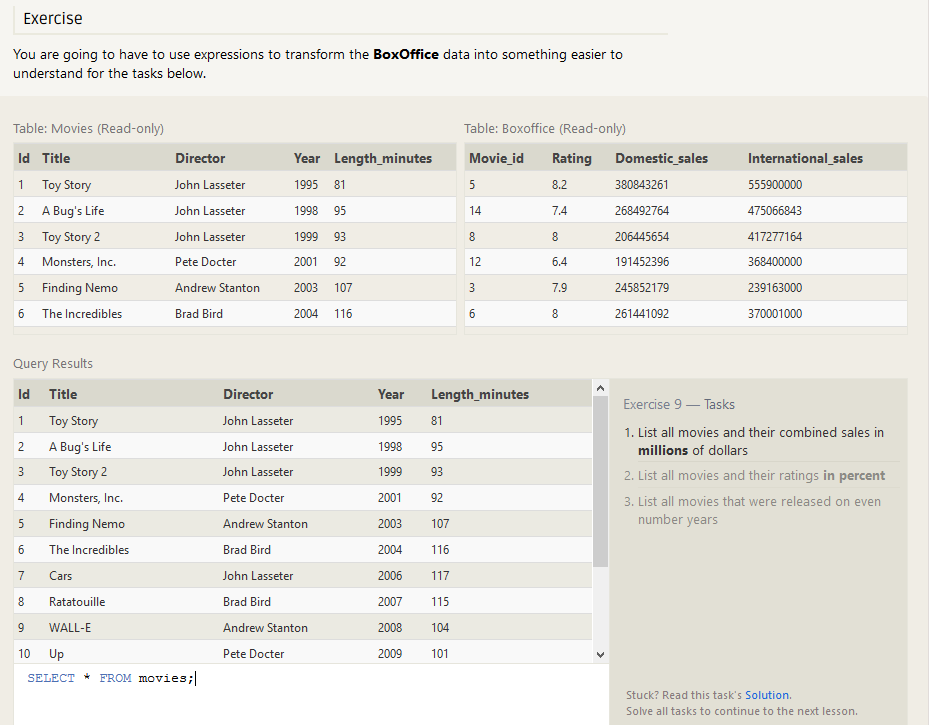 Exercise
You are going to have to use expressions to transform the BoxOffice data into something easier to
understand for the tasks below.
Table: Movies (Read-only)
Id Title Director Year Length_minutes
1 Toy Story John Lasseter 1995 81
2 A Bug's Life John Lasseter 1998 95
3 Toy Story 2 John Lasseter 1999 93
4 Monsters, Inc. Pete Docter 2001 92
5 Finding Nemo Andrew Stanton 2003 107
6 The Incredibles Brad Bird 2004 116
Table: Boxoffice (Read-only)
Movie_id Rating Domestic_sales International_sales
5 8.2 380843261 555900000
14 7.4 268492764 475066843
8 8 206445654 417277164
12 6.4 191452396 368400000
3 7.9 245852179 239163000
6 8 261441092 370001000
Query Results
Id Title Director Year Length_minutes
1 Toy Story John Lasseter 1995 81
2 A Bug's Life John Lasseter 1998 95
3 Toy Story 2 John Lasseter 1999 93
4 Monsters, Inc. Pete Docter 2001 92
5 Finding Nemo Andrew Stanton 2003 107
6 The Incredibles Brad Bird 2004 116
7 Cars John Lasseter 2006 117
8 Ratatouille Brad Bird 2007 115
9 WALL-E Andrew Stanton 2008 104
10 Up Pete Docter 2009 101
SELECT * FROM movies;
Exercise 9 — Tasks
1. List all movies and their combined sales in
millions of dollars
2. List all movies and their ratings in percent
3. List all movies that were released on even
number years
Stuck? Read this task's Solution.
Solve all tasks to continue to the next lesson.